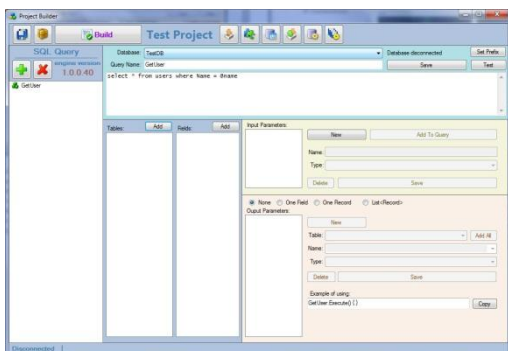 Project Builder
Build
Test Project
SQL Query
engine version
1.0.0.40
GetUser
Database: TestDB
Database disconnected
Set Prefix
Query Name: GetUser
Save
Test
select * from users where Name = @name
Tables:
Add
Fields:
Add
Input Parameters:
New
Add To Query
Name:
Type:
Delete
Save
None
One Field
One Record
List<Record>
Ouput Parameters:
New
Table:
Add All
Name:
Type:
Delete
Save
Example of using:
GetUser.Execute() { }
Copy
Disconnected